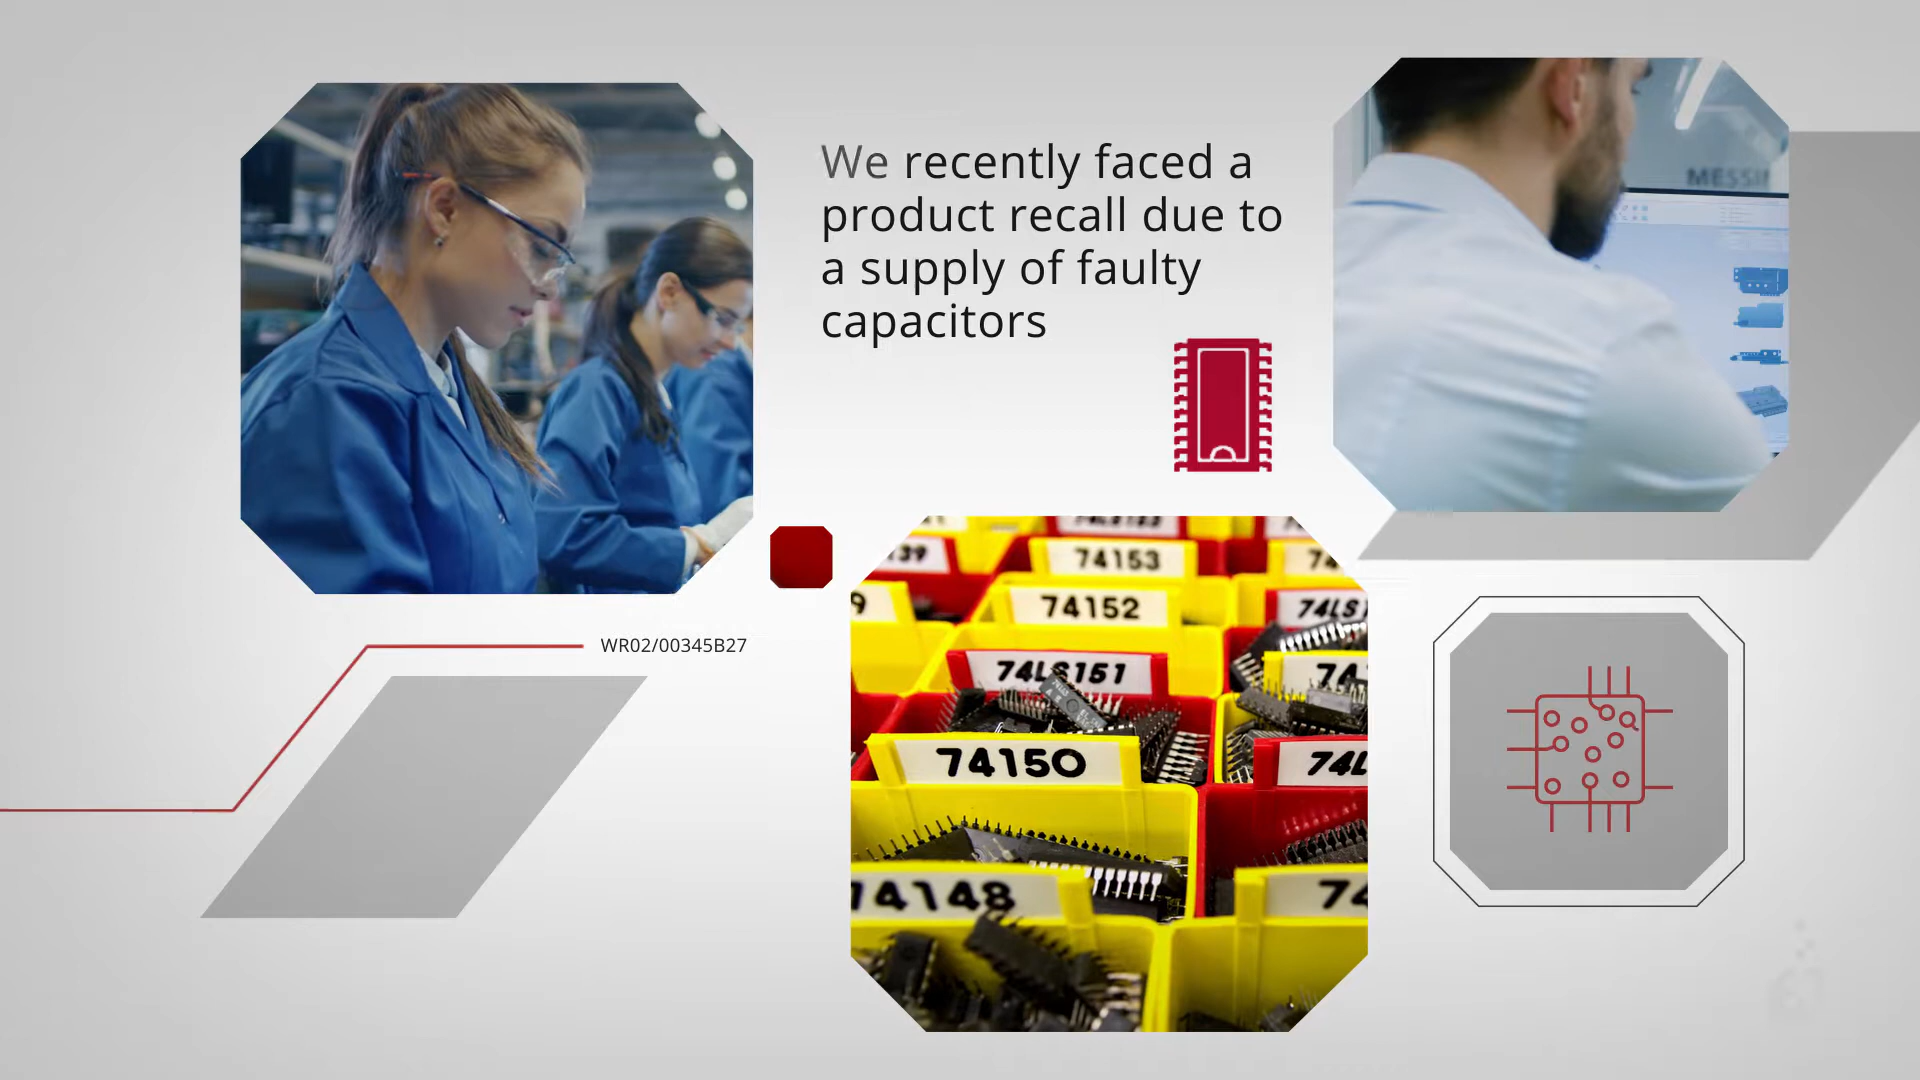 We recently faced a
product recall due to
a supply of faulty
capacitors
WR02/00345B27
74153
74152
74LS151
74150
74148